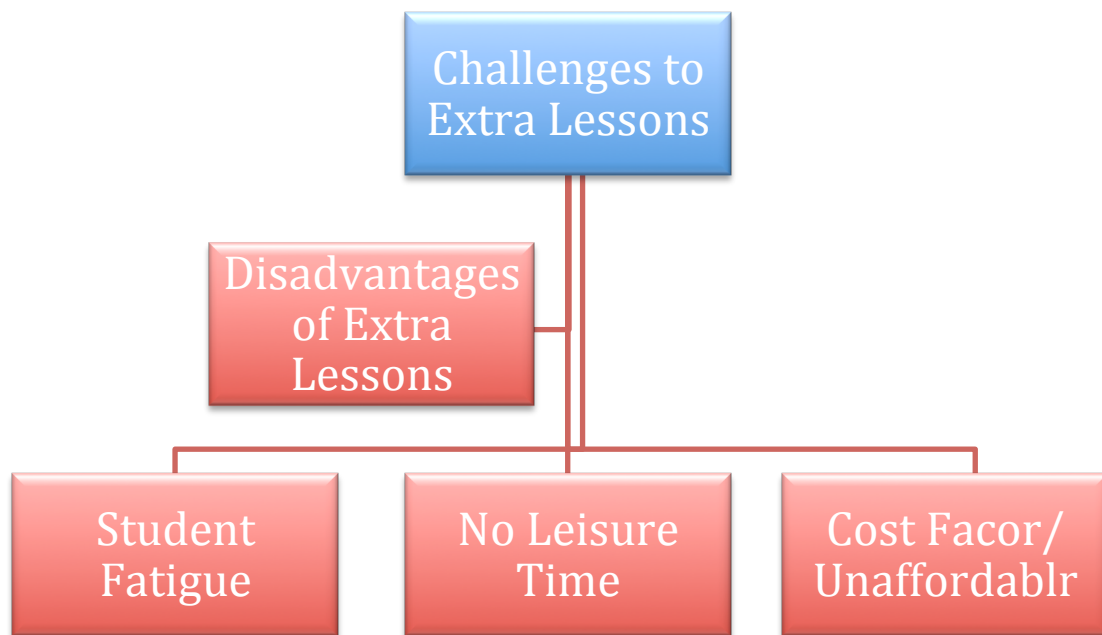 Challenges to
Extra Lessons
Disadvantages
of Extra
Lessons
Student
Fatigue
No Leisure
Time
Cost Facor/
Unaffordablr